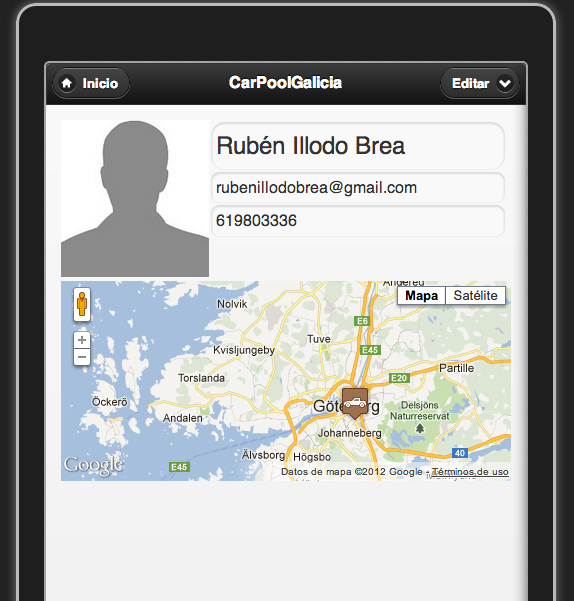 Inicio
CarPoolGalicia
Editar
Rubén Illodo Brea
rubenillodobrea@gmail.com
619803336
Mapa
Satélite
Nolvik
E6
Tuve
Kvisljungeby
E45
Partille
Torslanda
E20
Öckerö
Delsjöns
Naturreservat
Andalen
Johanneberg
Älvsborg
Högsbo
40
Google
E45
Datos de mapa ©2012 Google - Términos de uso